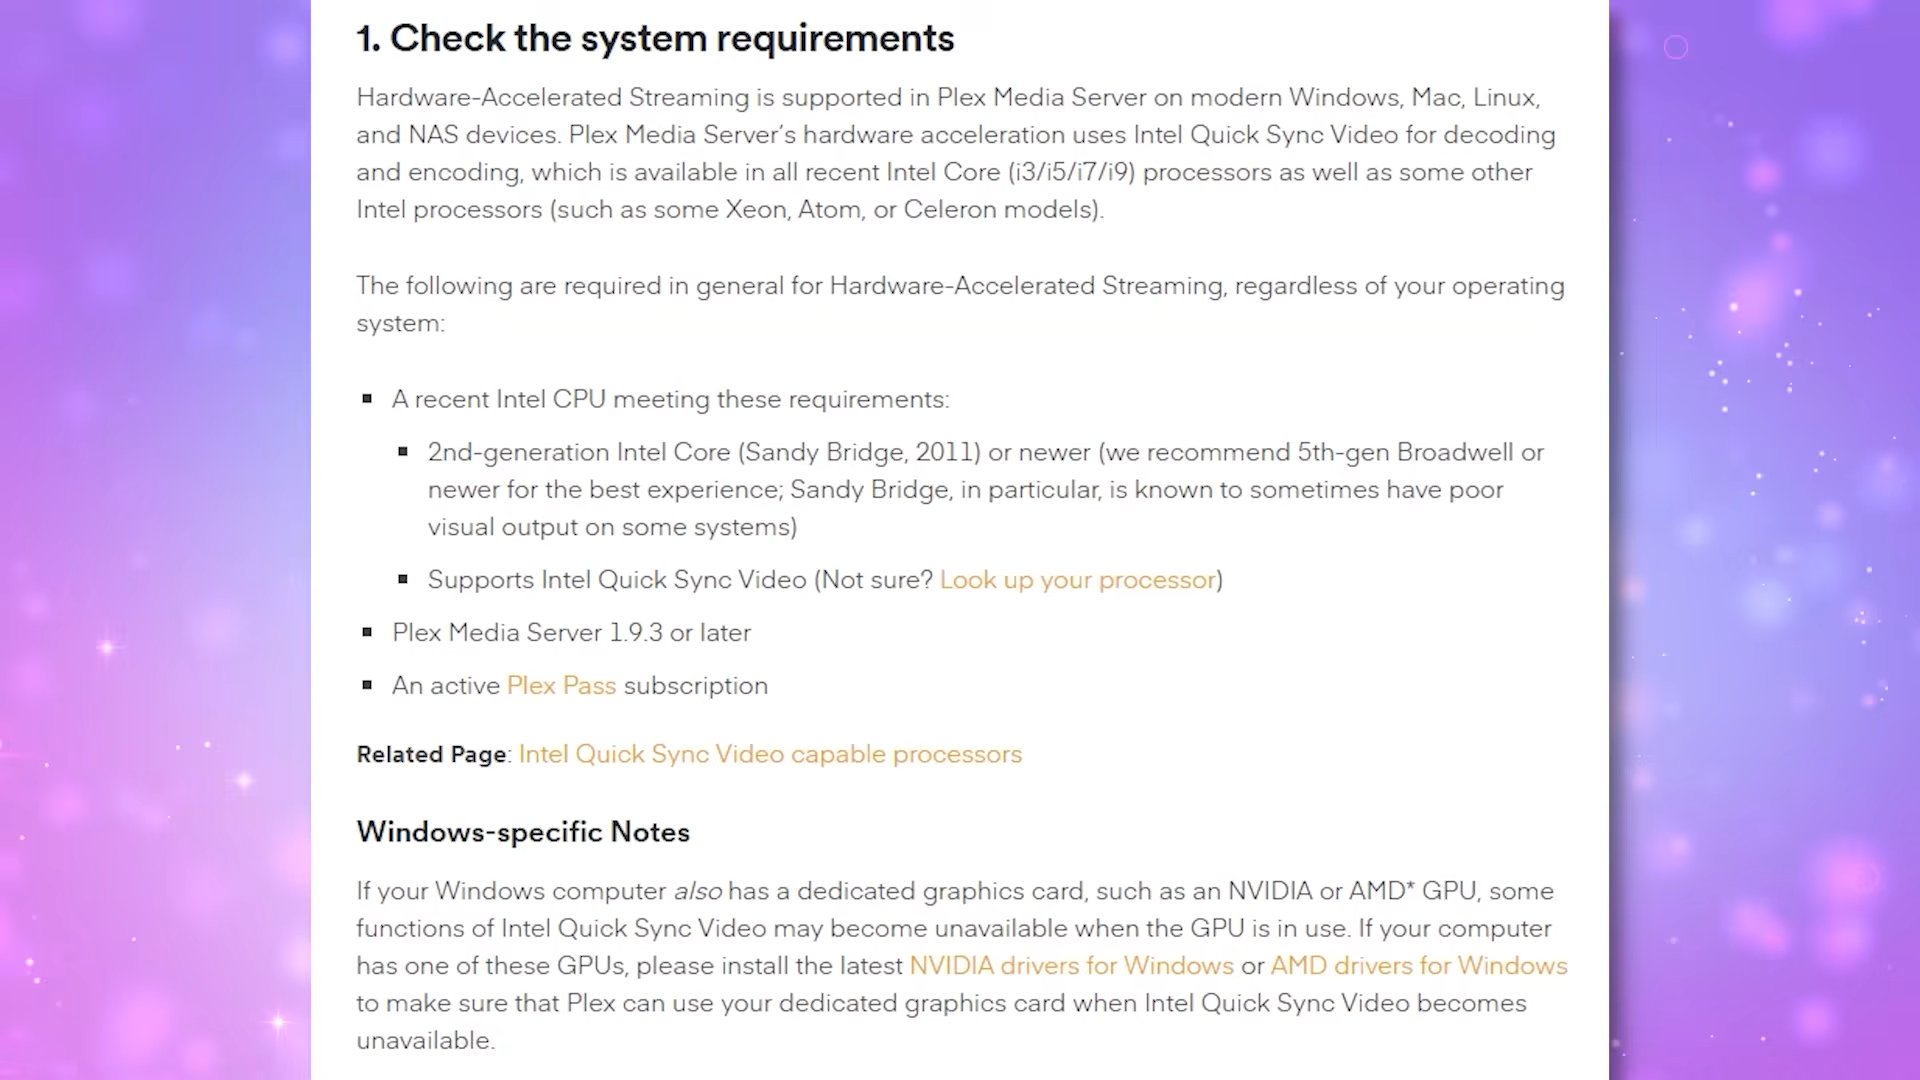 1. Check the system requirements
Hardware-Accelerated Streaming is supported in Plex Media Server on modern Windows, Mac, Linux,
and NAS devices. Plex Media Server’s hardware acceleration uses Intel Quick Sync Video for decoding
and encoding, which is available in all recent Intel Core (i3/i5/i7/i9) processors as well as some other
Intel processors (such as some Xeon, Atom, or Celeron models).
The following are required in general for Hardware-Accelerated Streaming, regardless of your operating
system:
▪ A recent Intel CPU meeting these requirements:
▪ 2nd-generation Intel Core (Sandy Bridge, 2011) or newer (we recommend 5th-gen Broadwell or
newer for the best experience; Sandy Bridge, in particular, is known to sometimes have poor
visual output on some systems)
▪ Supports Intel Quick Sync Video (Not sure? Look up your processor)
▪ Plex Media Server 1.9.3 or later
▪ An active Plex Pass subscription
Related Page: Intel Quick Sync Video capable processors
Windows-specific Notes
If your Windows computer also has a dedicated graphics card, such as an NVIDIA or AMD* GPU, some
functions of Intel Quick Sync Video may become unavailable when the GPU is in use. If your computer
has one of these GPUs, please install the latest NVIDIA drivers for Windows or AMD drivers for Windows
to make sure that Plex can use your dedicated graphics card when Intel Quick Sync Video becomes
unavailable.